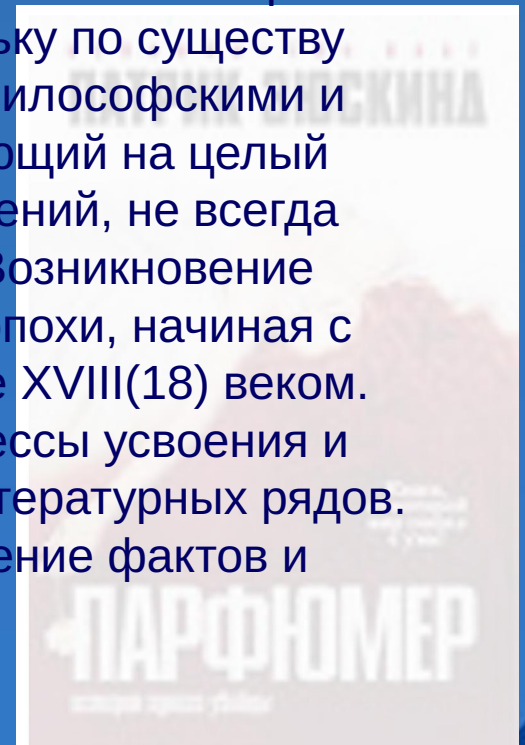 ьку по существу
илософскими и
ющий на целый
ений, не всегда
Возникновение
похи, начиная с
е XVIII(18) веком.
ессы усвоения и
тературных рядов.
ение фактов и
ПАРФЮМЕР